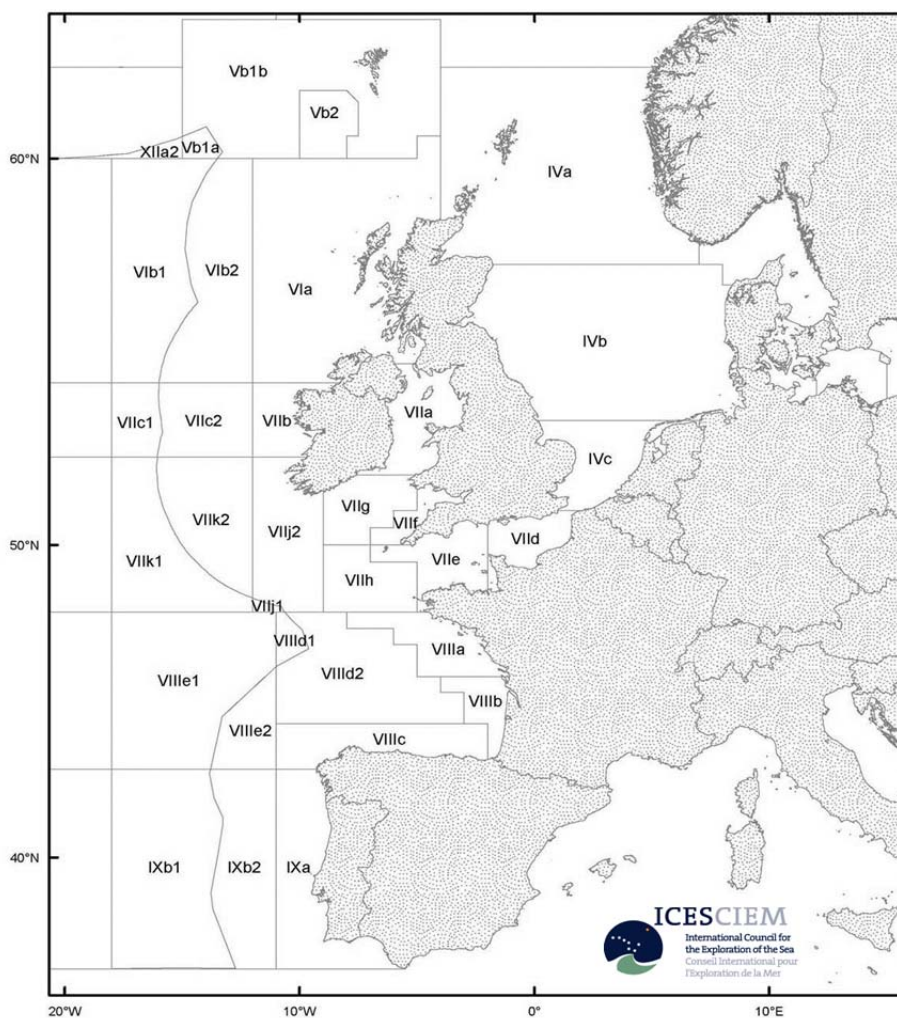 Vb1b
Vb2
60°N
XIIa2
Vb1a
IVa
VIb1
VIb2
VIa
IVb
VIIc1
VIIc2
VIIb
VIIa
IVc
VIIg
VIIf
VIIk2
VIIj2
VIId
50°N
VIIk1
VIIe
VIIh
VIIj1
VIIId1
VIIIa
VIIIe1
VIIId2
VIIIb
VIIIe2
VIIIc
40°N
IXb1
IXb2
IXa
ICESCIEM
International Council for
the Exploration of the Sea
Conseil International pour
l'Exploration de la Mer
20°W
10°W
0°
10°E